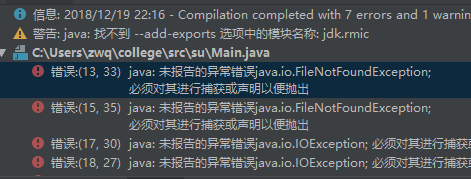 信息: 2018/12/19 22:16 - Compilation completed with 7 errors and 1 warning
警告: java: 找不到 --add-exports 选项中的模块名称: jdk.rmic
C:\Users\zwq\college\src\su\Main.java
错误:(13, 33) java: 未报告的异常错误java.io.FileNotFoundException;
必须对其进行捕获或声明以便抛出
错误:(15, 35) java: 未报告的异常错误java.io.FileNotFoundException;
必须对其进行捕获或声明以便抛出
错误:(17, 30) java: 未报告的异常错误java.io.IOException; 必须对其进行捕获
错误:(18, 27) java: 未报告的异常错误java.io.IOException; 必须对其进行捕获